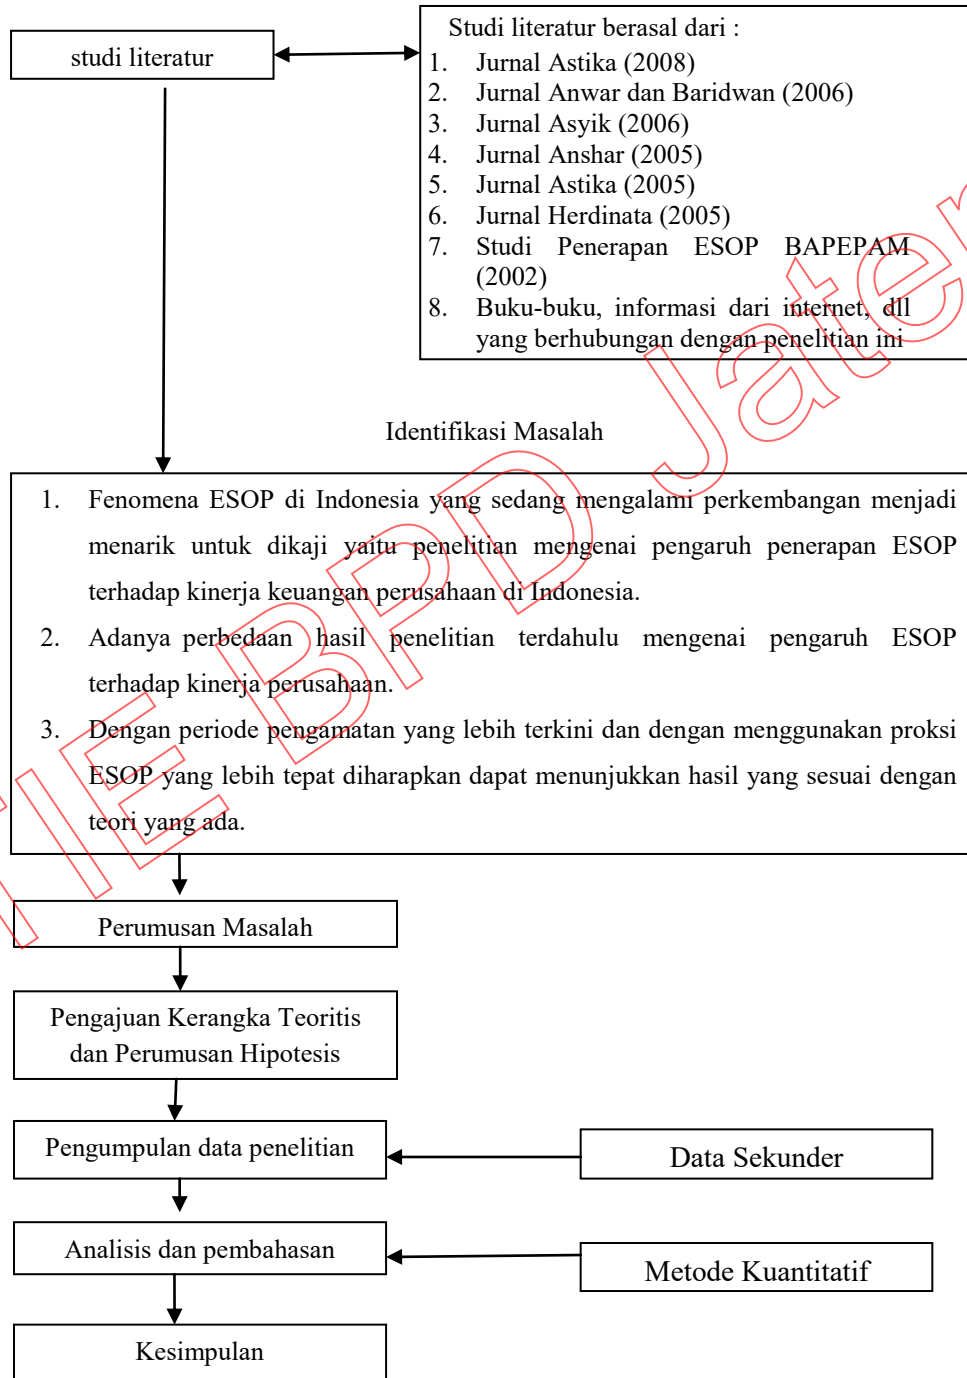 studi literatur
Studi literatur berasal dari :
1. Jurnal Astika (2008)
2. Jurnal Anwar dan Baridwan (2006)
3. Jurnal Asyik (2006)
4. Jurnal Anshar (2005)
5. Jurnal Astika (2005)
6. Jurnal Herdinata (2005)
7. Studi Penerapan ESOP BAPEPAM
(2002)
8. Buku-buku, informasi dari internet, dll
yang berhubungan dengan penelitian ini
Identifikasi Masalah
1. Fenomena ESOP di Indonesia yang sedang mengalami perkembangan menjadi
menarik untuk dikaji yaitu penelitian mengenai pengaruh penerapan ESOP
terhadap kinerja keuangan perusahaan di Indonesia.
2. Adanya perbedaan hasil penelitian terdahulu mengenai pengaruh ESOP
terhadap kinerja perusahaan.
3. Dengan periode pengamatan yang lebih terkini dan dengan menggunakan proksi
ESOP yang lebih tepat diharapkan dapat menunjukkan hasil yang sesuai dengan
teori yang ada.
Perumusan Masalah
Pengajuan Kerangka Teoritis
dan Perumusan Hipotesis
Pengumpulan data penelitian
Data Sekunder
Analisis dan pembahasan
Metode Kuantitatif
Kesimpulan
TIE BPD Jate